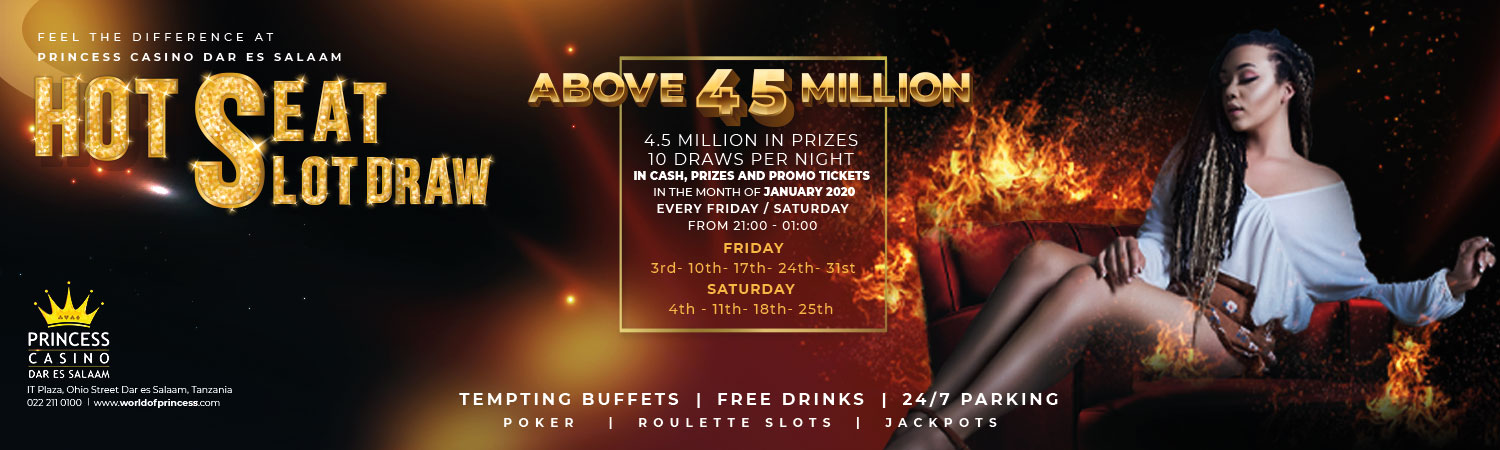 FEEL THE DIFFERENCE AT
PRINCESS CASINO DAR ES SALAAM
HOT SEAT
SLOT DRAW
ABOVE 45 MILLION
4.5 MILLION IN PRIZES
10 DRAWS PER NIGHT
IN CASH, PRIZES AND PROMO TICKETS
IN THE MONTH OF JANUARY 2020
EVERY FRIDAY / SATURDAY
FROM 21:00 - 01:00
FRIDAY
3rd- 10th- 17th- 24th- 31st
SATURDAY
4th - 11th- 18th- 25th
PRINCESS
CASINO
DAR ES SALAAM
IT Plaza, Ohio Street Dar es Salaam, Tanzania
022 211 0100 | www.worldofprincess.com
TEMPTING BUFFETS | FREE DRINKS | 24/7 PARKING
POKER | ROULETTE SLOTS | JACKPOTS